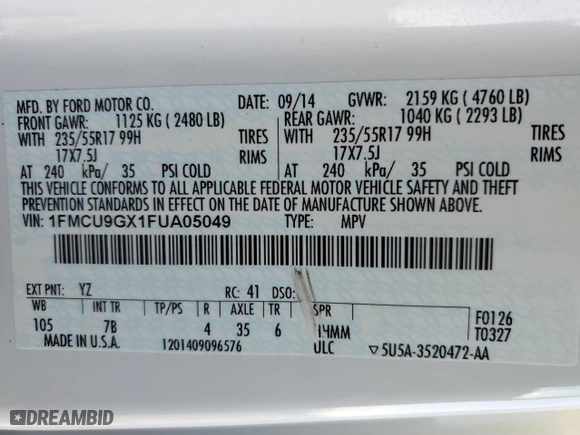 MFD. BY FORD MOTOR CO. DATE: 09/14 GVWR: 2159 KG ( 4760 LB)
FRONT GAWR: 1125 KG ( 2480 LB) REAR GAWR: 1040 KG ( 2293 LB)
WITH 235/55R17 99H TIRES WITH 235/55R17 99H TIRES
17X7.5J RIMS 17X7.5J RIMS
AT 240 kPa/ 35 PSI COLD AT 240 kPa/ 35 PSI COLD
THIS VEHICLE CONFORMS TO ALL APPLICABLE FEDERAL MOTOR VEHICLE SAFETY AND THEFT
PREVENTION STANDARDS IN EFFECT ON THE DATE OF MANUFACTURE SHOWN ABOVE.
VIN: 1FMCU9GX1FUA05049 TYPE: MPV
EXT PNT: YZ RC: 41 DSO:
WB INT TR TP/PS R AXLE TR SPR F0126
105 7B 4 35 6 14MM T0327
MADE IN U.S.A. 1201409096576 ULC ▽5U5A-3520472-AA
DREAMBID